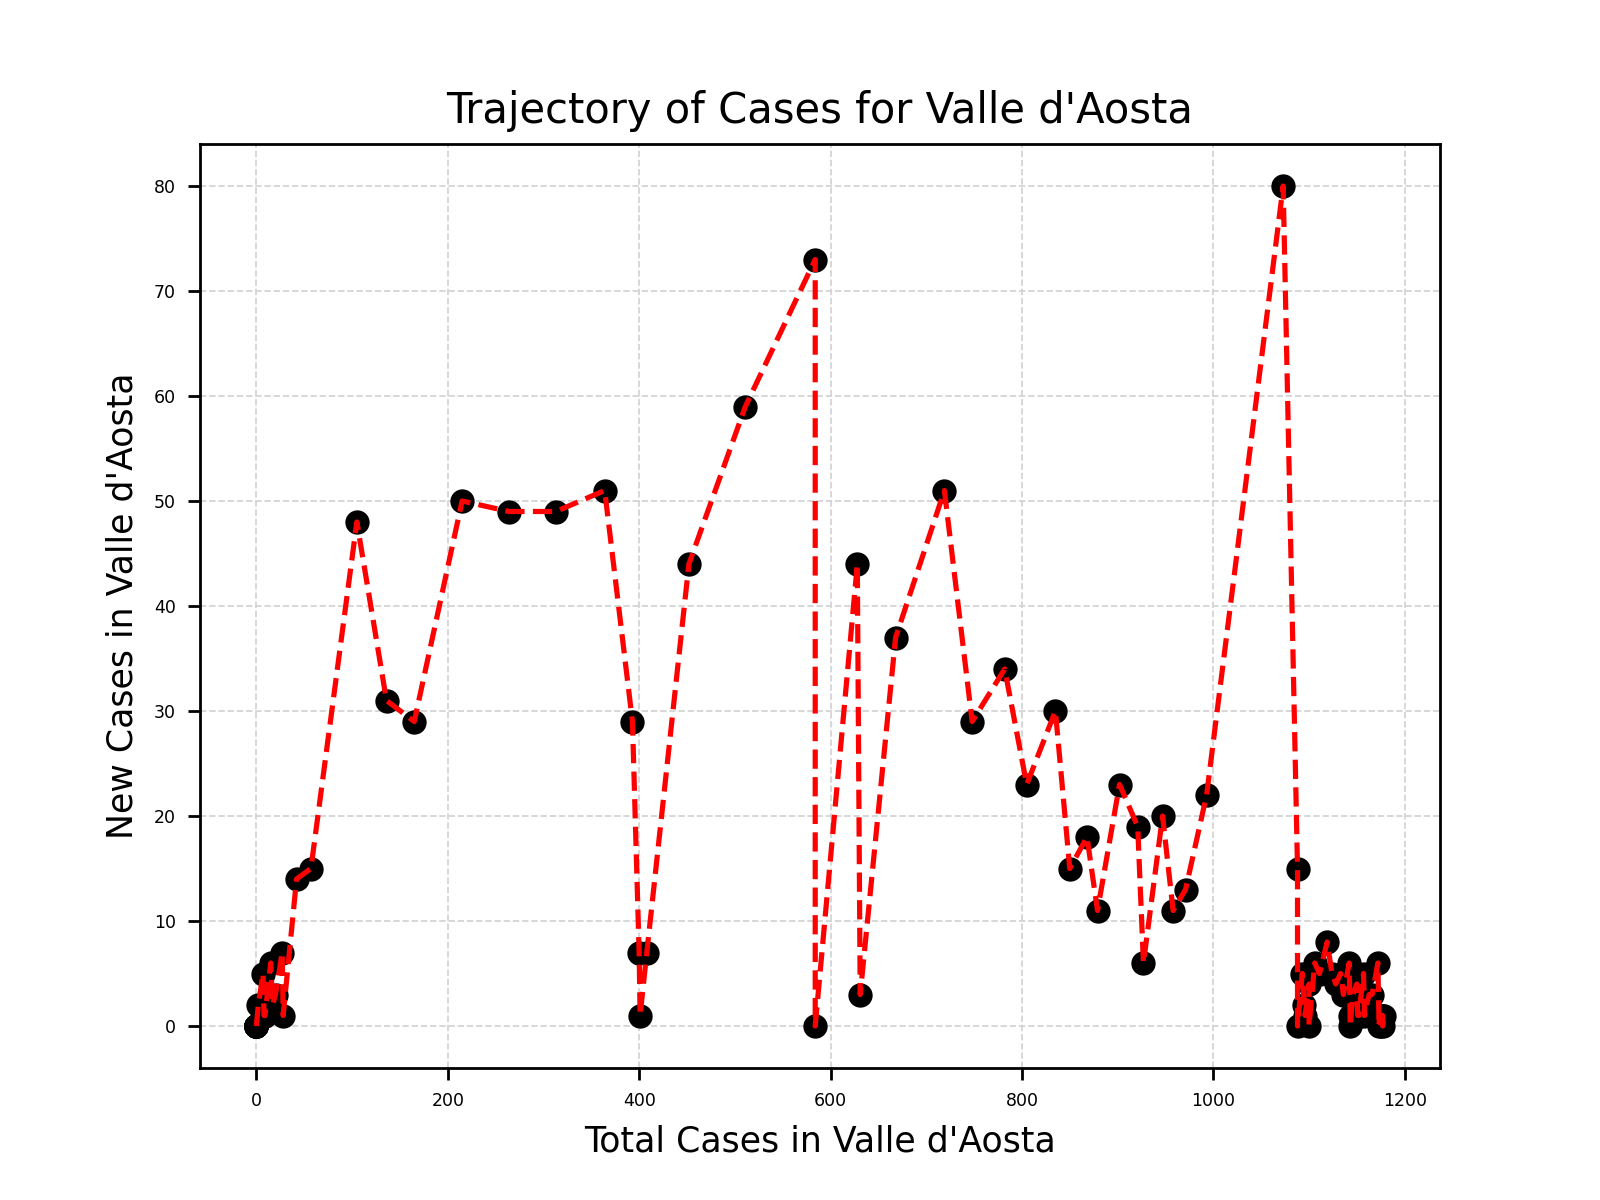 Trajectory of Cases for Valle d'Aosta
New Cases in Valle d'Aosta
80
70
60
50
40
30
20
10
0
0 200 400 600 800 1000 1200
Total Cases in Valle d'Aosta